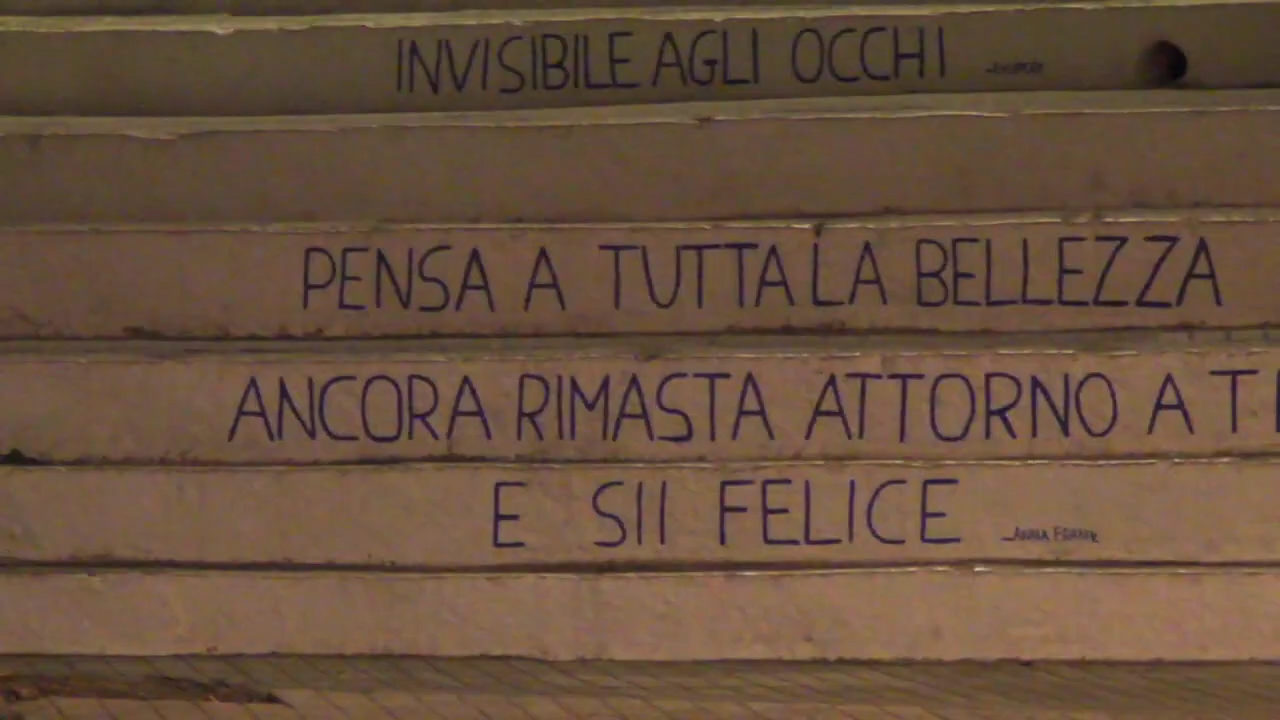 INVISIBILE AGLI OCCHI
PENSA A TUTTA LA BELLEZZA
ANCORA RIMASTA ATTORNO A T
E SII FELICE
ANNA FRANK